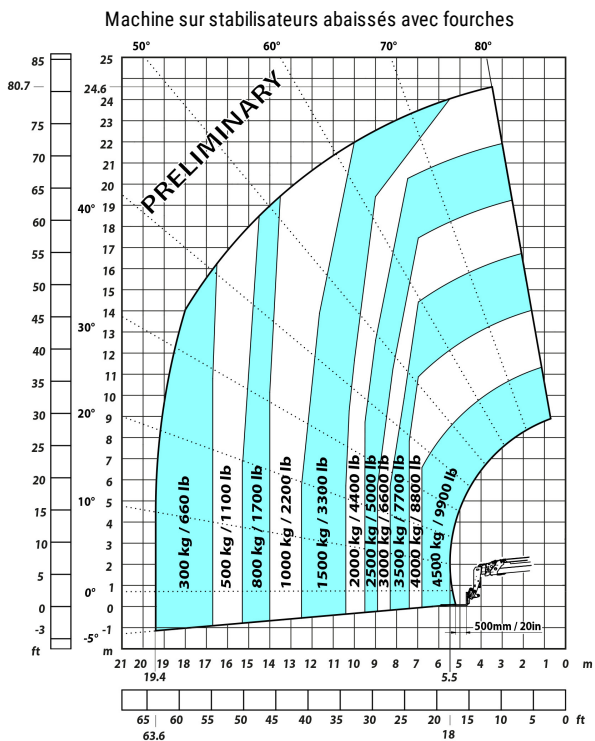 Machine sur stabilisateurs abaissés avec fourches
50° 60° 70° 80°
85 25
80.7 24.6
24
23
75 22
21
70 20
65 40° 19
60 18
17
55 16
50 15
45 30° 14
13
40 12
35 11
10
30 20° 9
25 8
7
20 6
15 10° 5
4
10 3
5 2
1
0 0° 0
-3 -5° -1
ft m
PRELIMINARY
300 kg / 660 lb
500 kg / 1100 lb
800 kg / 1700 lb
1000 kg / 2200 lb
1500 kg / 3300 lb
2000 kg / 4400 lb
2500 kg / 5000 lb
3000 kg / 6600 lb
3500 kg / 7700 lb
4000 kg / 8800 lb
4500 kg / 9900 lb
500mm / 20in
21 20 19 18 17 16 15 14 13 12 11 10 9 8 7 6 5 4 3 2 1 0 m
19.4 5.5
65 60 55 50 45 40 35 30 25 20 15 10 5 0 ft
63.6 18